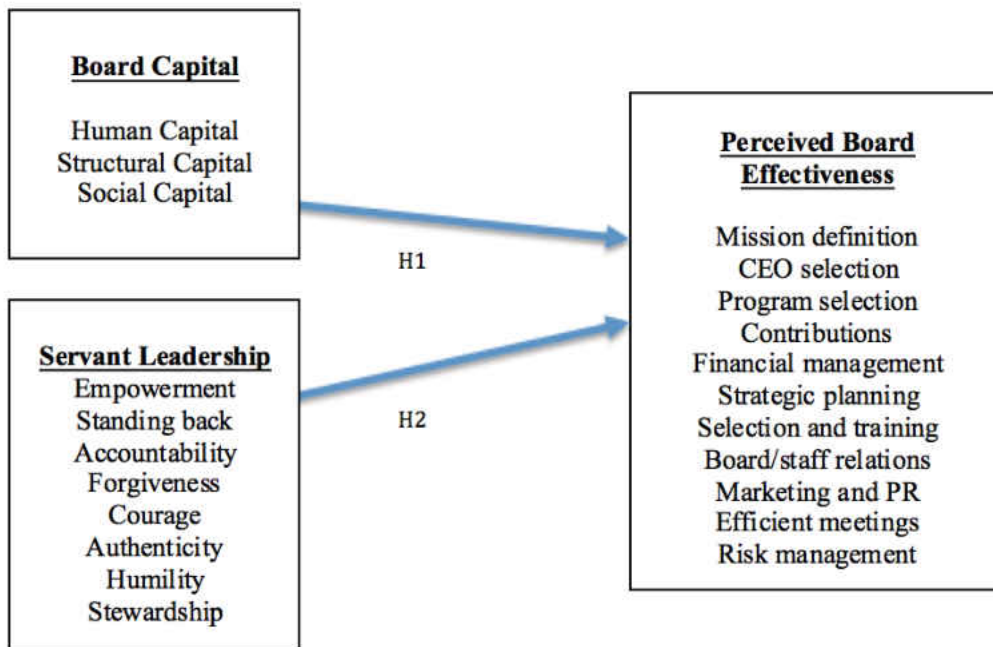 Board Capital
Human Capital
Structural Capital
Social Capital
H1
Servant Leadership
Empowerment
Standing back
Accountability
Forgiveness
Courage
Authenticity
Humility
Stewardship
H2
Perceived Board
Effectiveness
Mission definition
CEO selection
Program selection
Contributions
Financial management
Strategic planning
Selection and training
Board/staff relations
Marketing and PR
Efficient meetings
Risk management